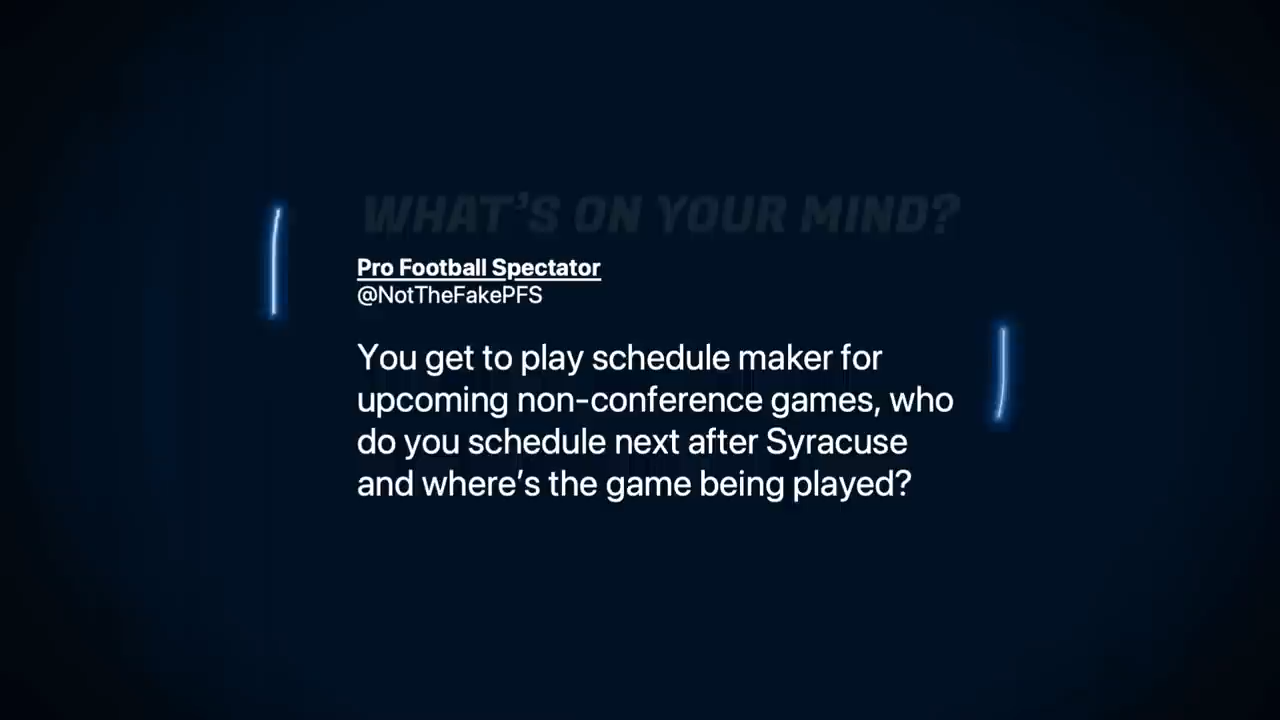 WHAT'S ON YOUR MIND?
Pro Football Spectator
@NotTheFakePFS
You get to play schedule maker for
upcoming non-conference games, who
do you schedule next after Syracuse
and where's the game being played?